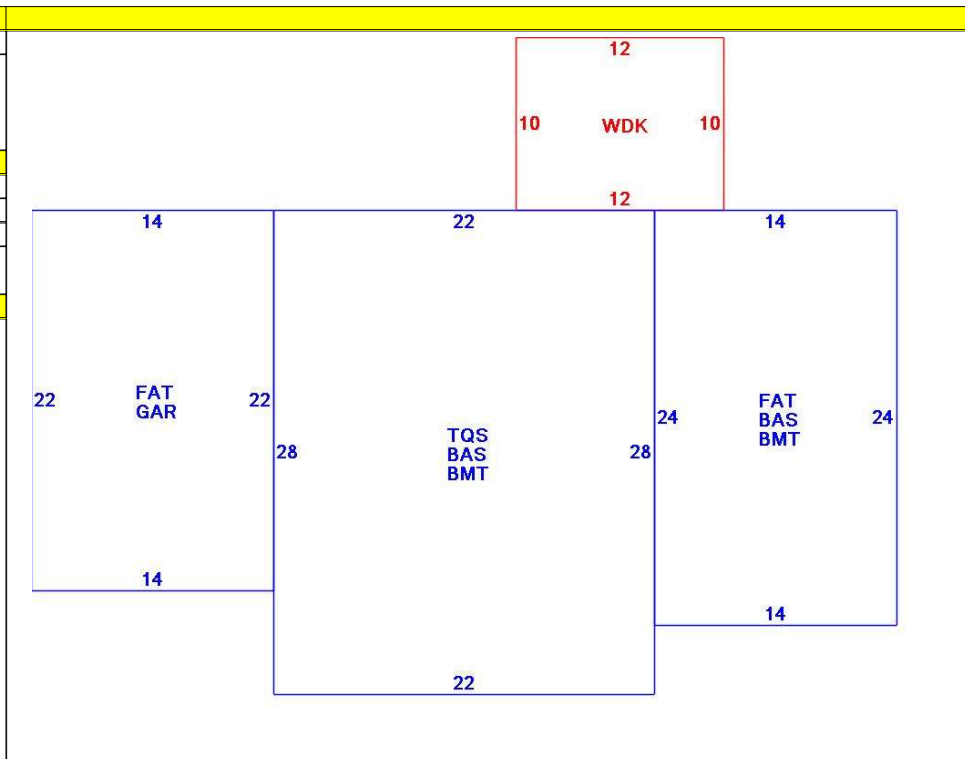 12
10 WDK 10
12
14 22 14
22 FAT GAR 22
28 TQS BAS BMT 28
24 FAT BAS BMT 24
14
14
22